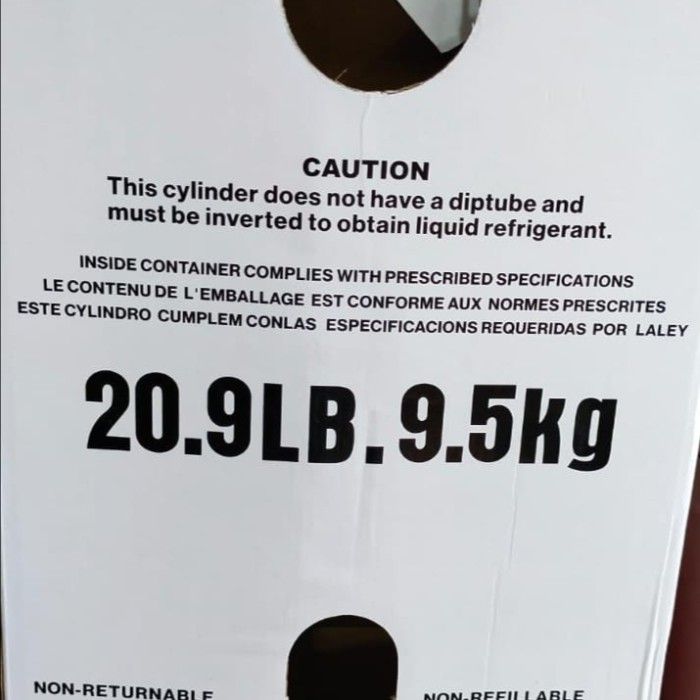 CAUTION
This cylinder does not have a diptube and
must be inverted to obtain liquid refrigerant.
INSIDE CONTAINER COMPLIES WITH PRESCRIBED SPECIFICATIONS
LE CONTENU DE L'EMBALLAGE EST CONFORME AUX NORMES PRESCRITES
ESTE CYLINDRO CUMPLEM CONLAS ESPECIFICACIONS REQUERIDAS POR LALEY
20.9LB. 9.5kg
NON-RETURNABLE
NON-REFILLABLE